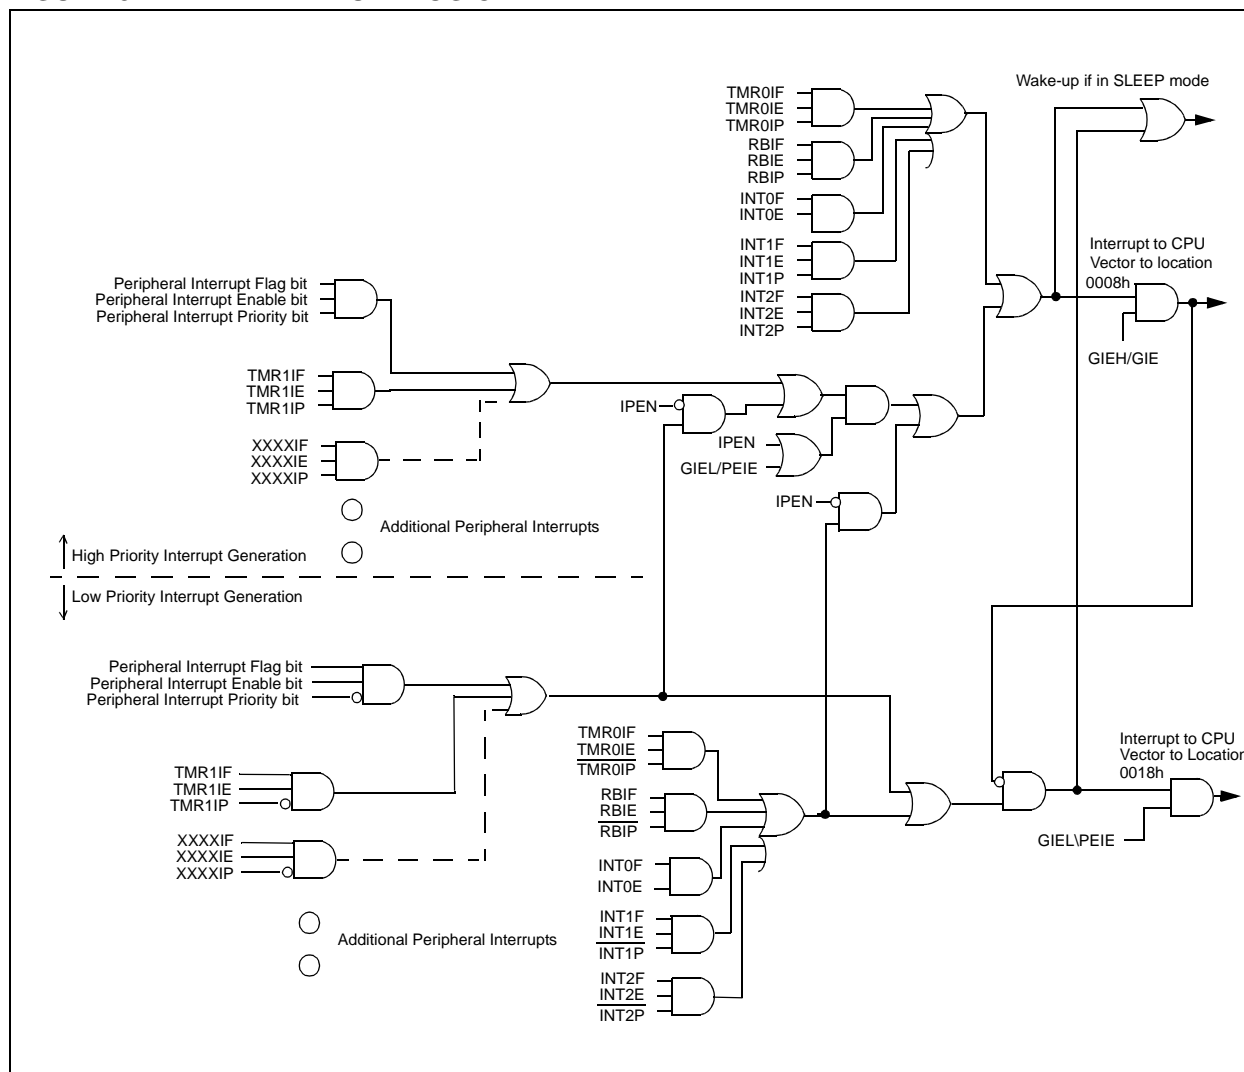 Wake-up if in SLEEP mode
TMR0IF
TMR0IE
TMR0IP
RBIF
RBIE
RBIP
INT0F
INT0E
INT1F
INT1E
INT1P
INT2F
INT2E
INT2P
Interrupt to CPU
Vector to location
0008h
GIEH/GIE
Peripheral Interrupt Flag bit
Peripheral Interrupt Enable bit
Peripheral Interrupt Priority bit
TMR1IF
TMR1IE
TMR1IP
XXXXIF
XXXXIE
XXXXIP
IPEN
IPEN
GIEL/PEIE
IPEN
Additional Peripheral Interrupts
High Priority Interrupt Generation
Low Priority Interrupt Generation
Peripheral Interrupt Flag bit
Peripheral Interrupt Enable bit
Peripheral Interrupt Priority bit
TMR1IF
TMR1IE
TMR1IP
XXXXIF
XXXXIE
XXXXIP
Additional Peripheral Interrupts
TMR0IF
TMR0IE
TMR0IP
RBIF
RBIE
RBIP
INT0F
INT0E
INT1F
INT1E
INT1P
INT2F
INT2E
INT2P
Interrupt to CPU
Vector to Location
0018h
GIEL\PEIE